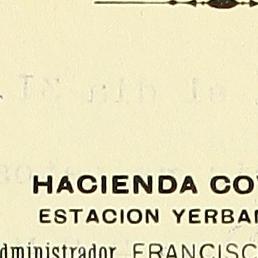 HACIENDA CO
ESTACION YERBA
dministrador FRANCISC